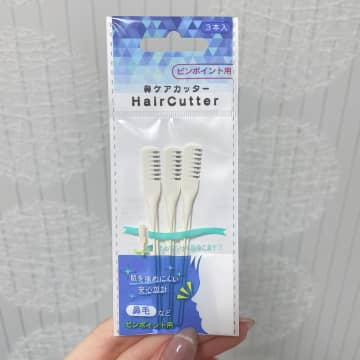 3本入
ピンポイント用
鼻ケアカッター
HairCutter
肌を傷めにくい
安心設計
鼻毛 など
ピンポイント用